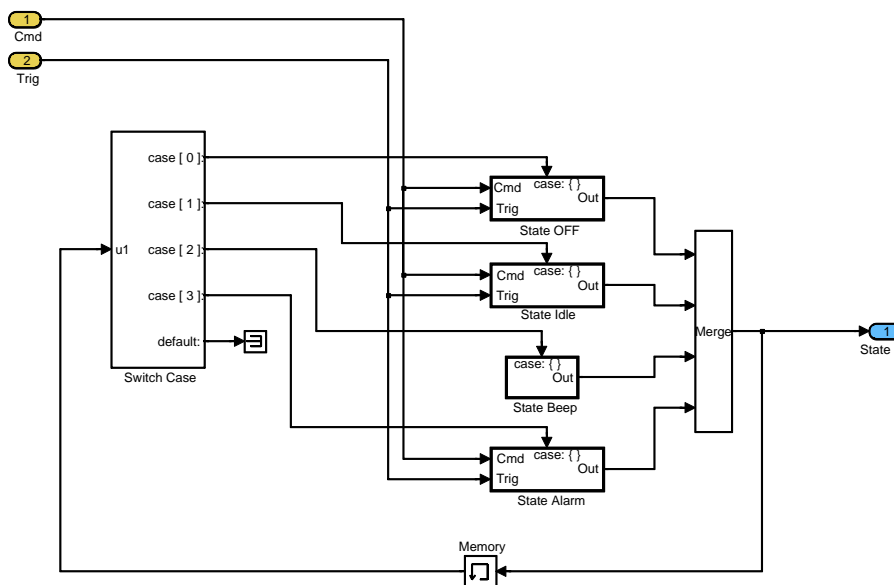 1
Cmd
2
Trig
case [ 0 ]:
case [ 1 ]:
u1
case [ 2 ]:
case [ 3 ]:
default:
Switch Case
case: { }
Cmd
Out
Trig
State OFF
case: { }
Cmd
Out
Trig
State Idle
case: { }
Out
State Beep
case: { }
Cmd
Out
Trig
State Alarm
Merge
1
State
Memory